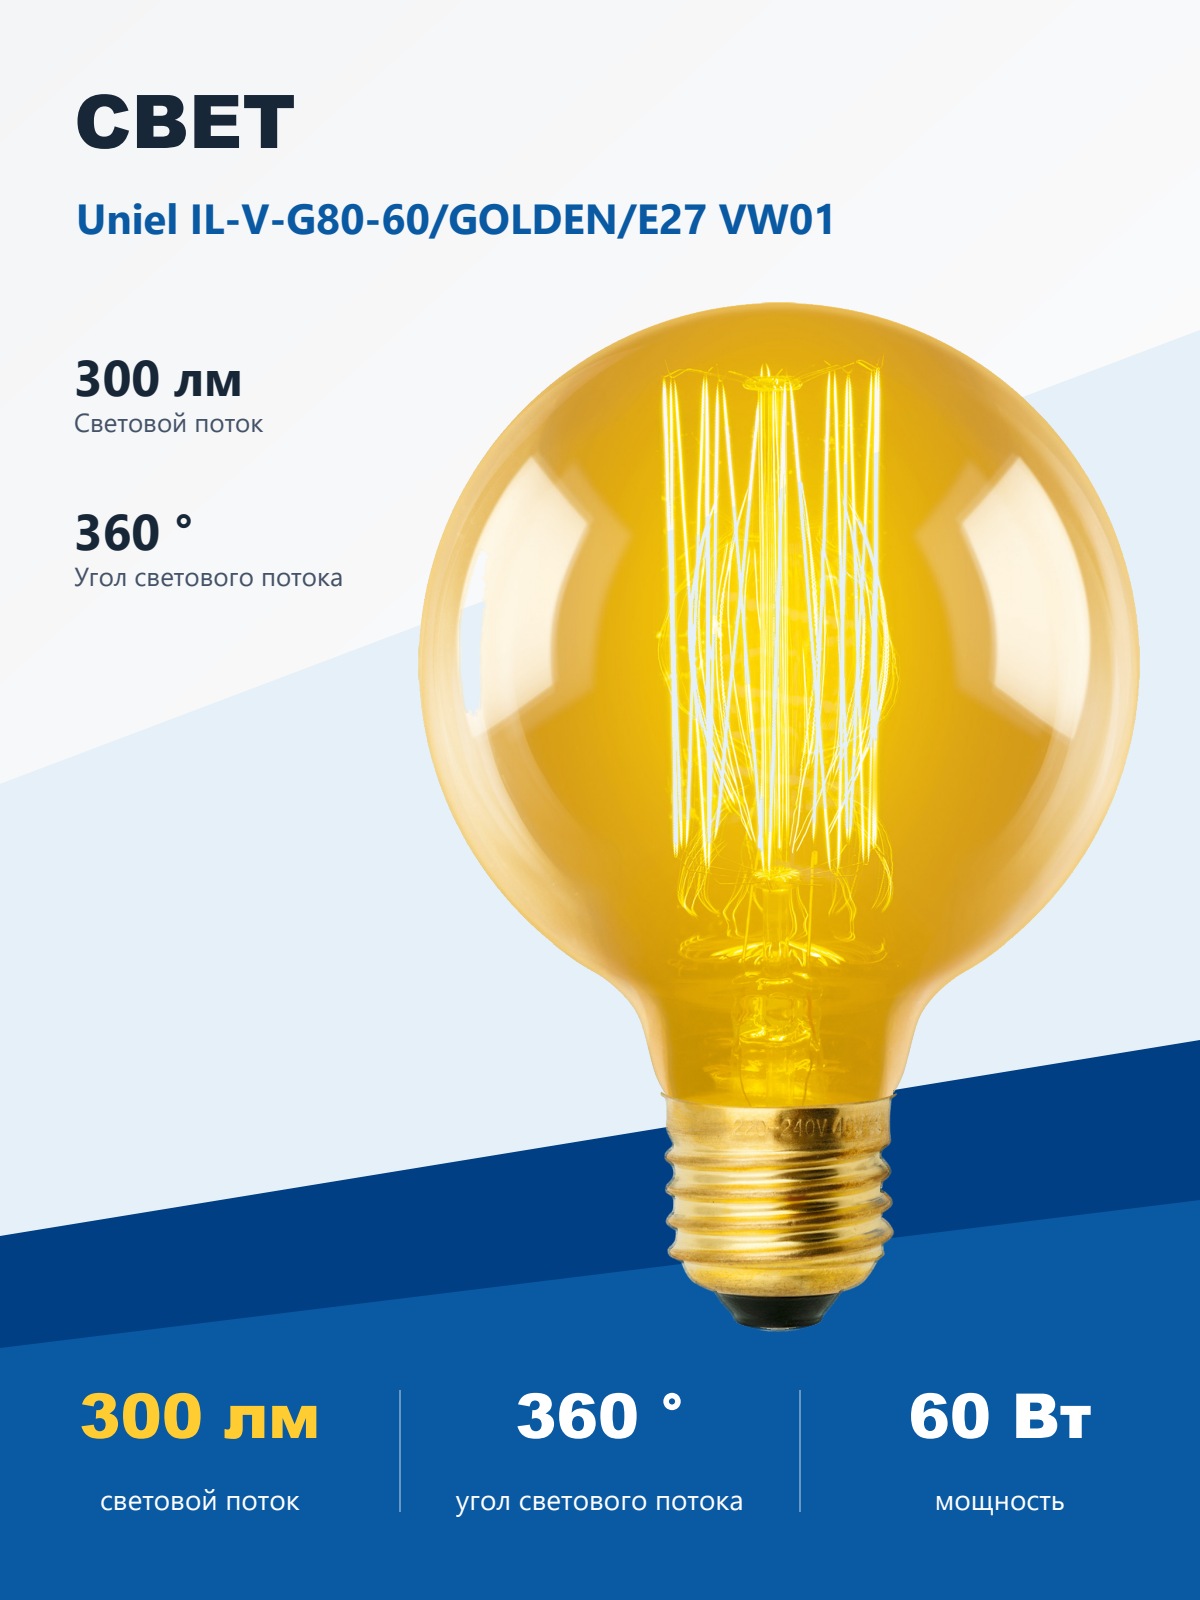 СВЕТ
Uniel IL-V-G80-60/GOLDEN/E27 VW01
300 лм
Световой поток
360 °
Угол светового потока
240V
300 лм
световой поток
360 °
угол светового потока
60 Вт
мощность